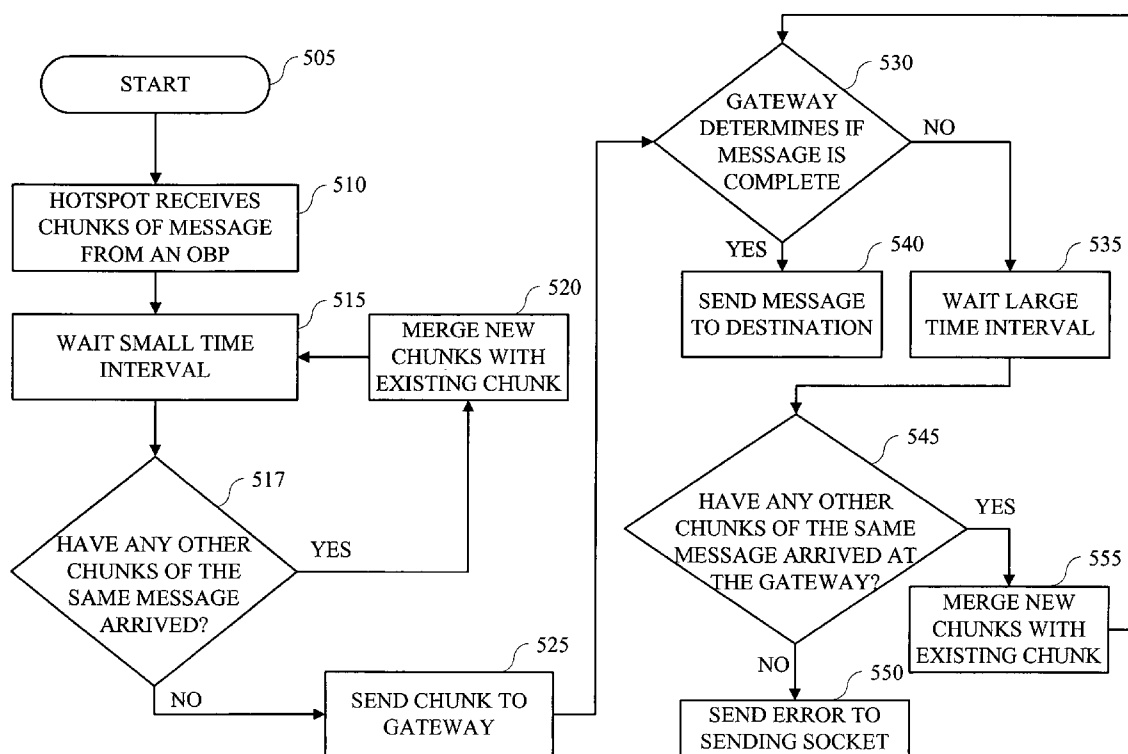 START
505
HOTSPOT RECEIVES
CHUNKS OF MESSAGE
FROM AN OBP
510
WAIT SMALL TIME
INTERVAL
515
MERGE NEW
CHUNKS WITH
EXISTING CHUNK
520
HAVE ANY OTHER
CHUNKS OF THE
SAME MESSAGE
ARRIVED?
517
YES
NO
SEND CHUNK TO
GATEWAY
525
GATEWAY
DETERMINES IF
MESSAGE IS
COMPLETE
530
NO
YES
SEND MESSAGE
TO DESTINATION
540
WAIT LARGE
TIME INTERVAL
535
HAVE ANY OTHER
CHUNKS OF THE SAME
MESSAGE ARRIVED AT
THE GATEWAY?
545
YES
MERGE NEW
CHUNKS WITH
EXISTING CHUNK
555
NO
SEND ERROR TO
SENDING SOCKET
550